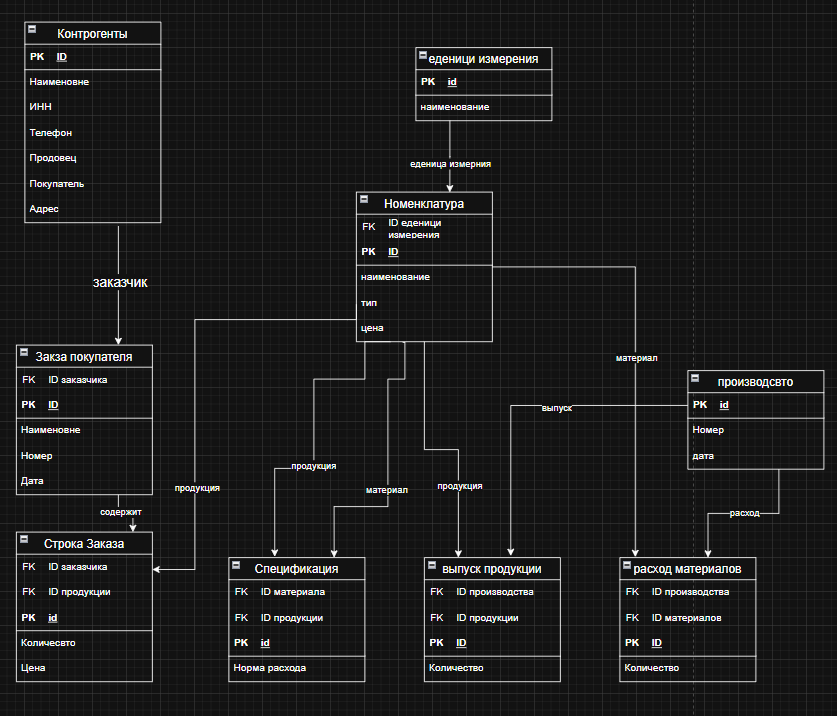 Контрогенты
PK ID
Наименовне
ИНН
Телефон
Продовец
Покупатель
Адрес
еденици измерения
PK id
наименование
еденица измерния
Номенклатура
FK ID еденици
измерения
PK ID
наименование
тип
цена
заказчик
Закза покупателя
FK ID заказчика
PK ID
Наименовне
Номер
Дата
содержит
продукция
продукция
материал
продукция
материал
выпуск
производсвто
PK id
Номер
дата
расход
Строка Заказа
FK ID заказчика
FK ID продукции
PK id
Количесвто
Цена
Спецификация
FK ID материала
FK ID продукции
PK id
Норма расхода
выпуск продукции
FK ID производства
FK ID продукции
PK ID
Количество
расход материалов
FK ID производства
FK ID материалов
PK ID
Количество